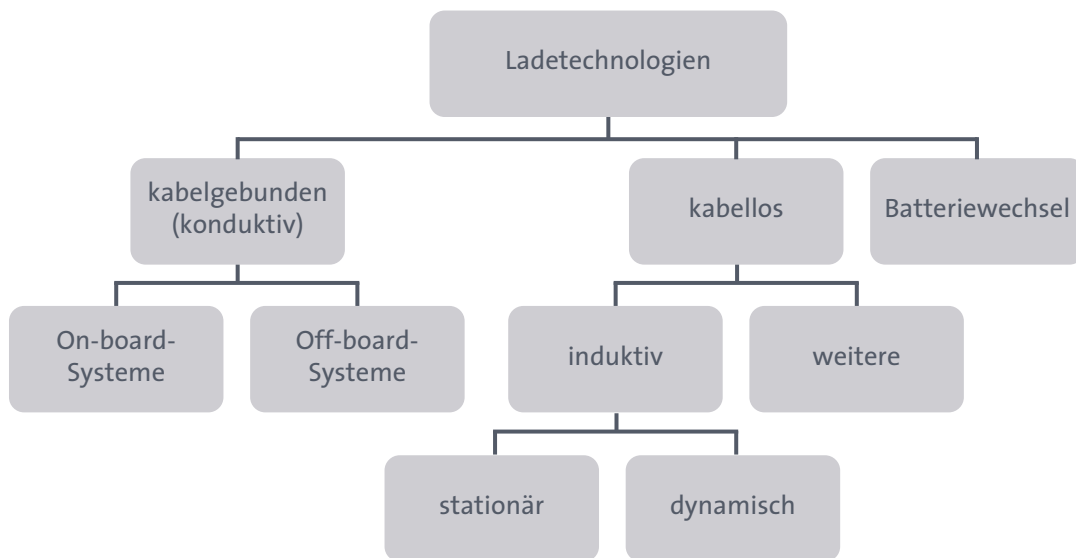 Ladetechnologien
kabelgebunden
(konduktiv)
kabellos
Batteriewechsel
On-board-
Systeme
Off-board-
Systeme
induktiv
weitere
stationär
dynamisch